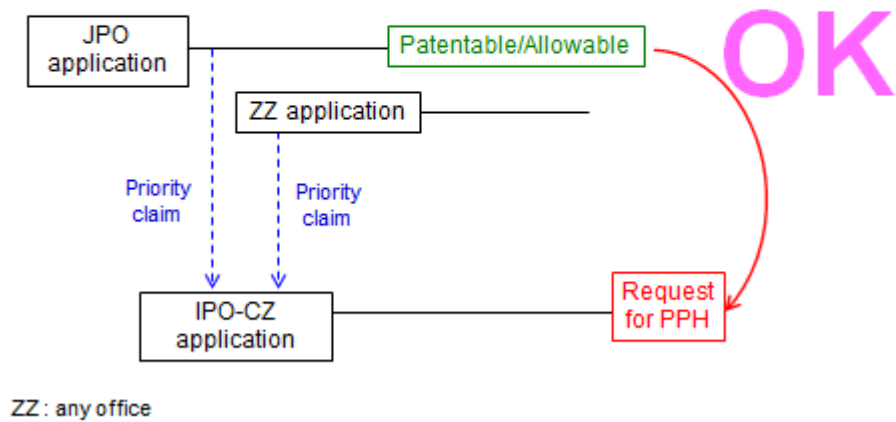 JPO
application
Patentable/Allowable
OK
ZZ application
Priority
claim
Priority
claim
IPO-CZ
application
Request
for PPH
ZZ : any office